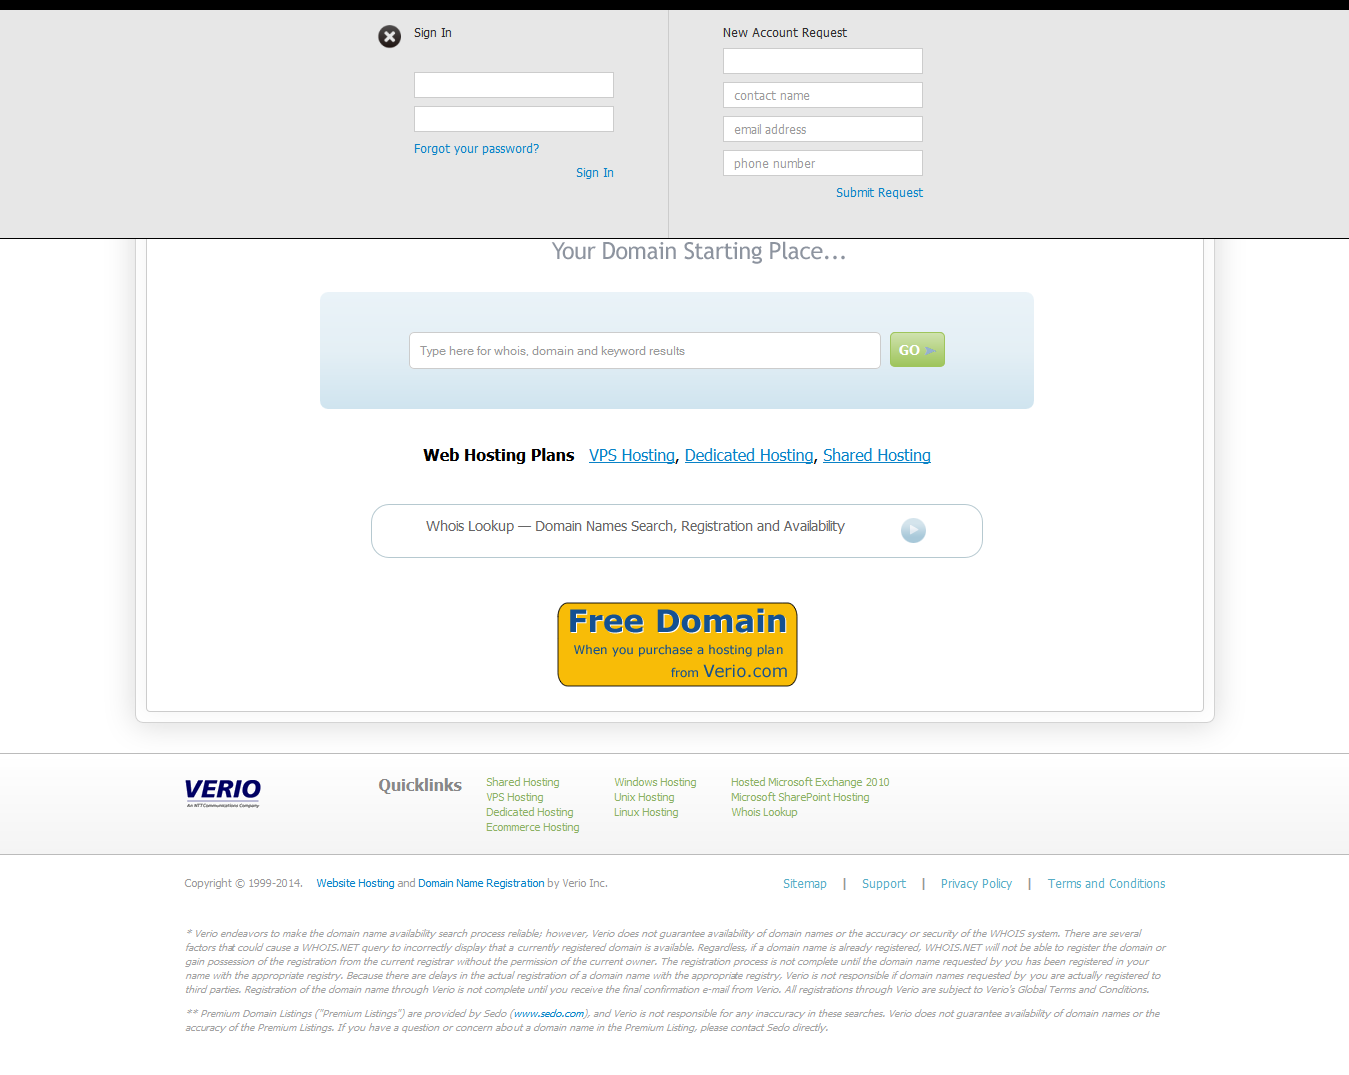 Sign In
Forgot your password?
Sign In
New Account Request
contact name
email address
phone number
Submit Request
Your Domain Starting Place...
Type here for whois, domain and keyword results
GO
Web Hosting Plans VPS Hosting, Dedicated Hosting, Shared Hosting
Whois Lookup — Domain Names Search, Registration and Availability
Free Domain
When you purchase a hosting plan
from Verio.com
VERIO
An NTT Communications Company
Quicklinks
Shared Hosting
VPS Hosting
Dedicated Hosting
Ecommerce Hosting
Windows Hosting
Unix Hosting
Linux Hosting
Hosted Microsoft Exchange 2010
Microsoft SharePoint Hosting
Whois Lookup
Copyright © 1999-2014. Website Hosting and Domain Name Registration by Verio Inc.
Sitemap | Support | Privacy Policy | Terms and Conditions
* Verio endeavors to make the domain name availability search process reliable; however, Verio does not guarantee availability of domain names or the accuracy or security of the WHOIS system. There are several
factors that could cause a WHOIS.NET query to incorrectly display that a currently registered domain is available. Regardless, if a domain name is already registered, WHOIS.NET will not be able to register the domain or
gain possession of the registration from the current registrar without the permission of the current owner. The registration process is not complete until the domain name requested by you has been registered in your
name with the appropriate registry. Because there are delays in the actual registration of a domain name with the appropriate registry, Verio is not responsible if domain names requested by you are actually registered to
third parties. Registration of the domain name through Verio is not complete until you receive the final confirmation e-mail from Verio. All registrations through Verio are subject to Verio's Global Terms and Conditions.
** Premium Domain Listings ("Premium Listings") are provided by Sedo (www.sedo.com), and Verio is not responsible for any inaccuracy in these searches. Verio does not guarantee availability of domain names or the
accuracy of the Premium Listings. If you have a question or concern about a domain name in the Premium Listing, please contact Sedo directly.